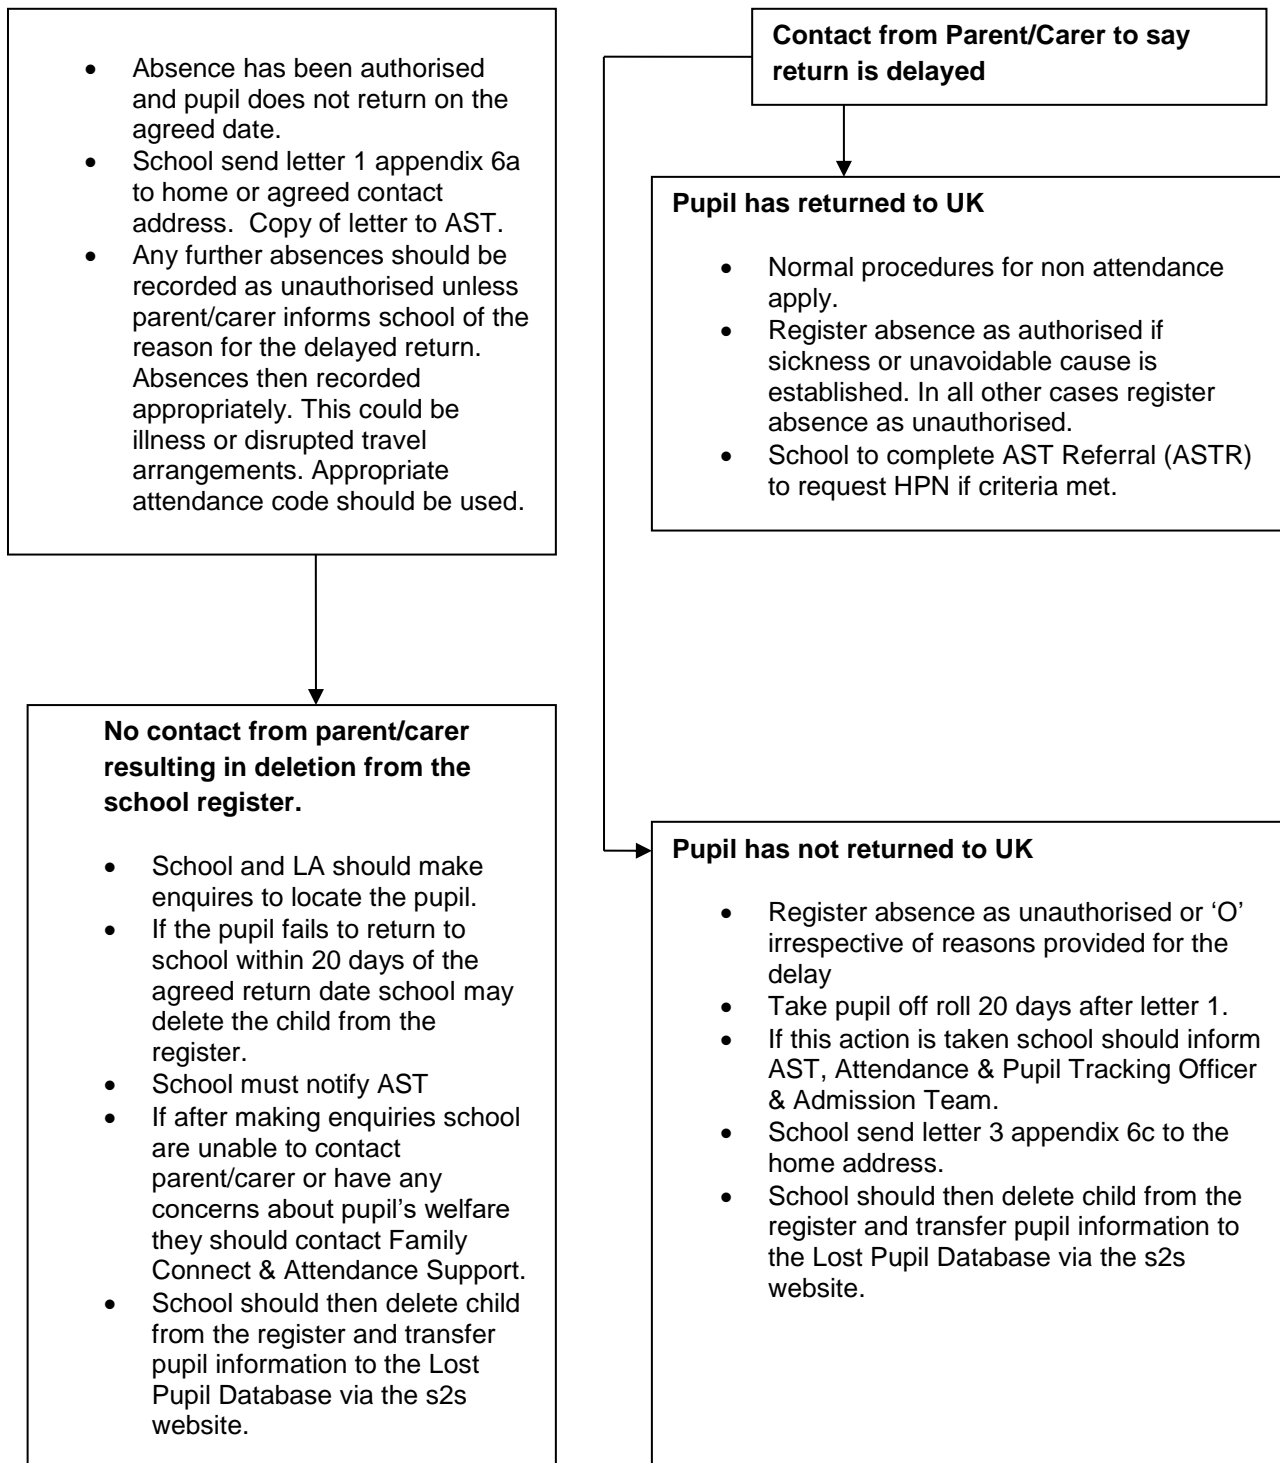 • Absence has been authorised
and pupil does not return on the
agreed date.
• School send letter 1 appendix 6a
to home or agreed contact
address.  Copy of letter to AST.
• Any further absences should be
recorded as unauthorised unless
parent/carer informs school of the
reason for the delayed return.
Absences then recorded
appropriately. This could be
illness or disrupted travel
arrangements. Appropriate
attendance code should be used.
Contact from Parent/Carer to say
return is delayed
Pupil has returned to UK
• Normal procedures for non attendance
apply.
• Register absence as authorised if
sickness or unavoidable cause is
established. In all other cases register
absence as unauthorised.
• School to complete AST Referral (ASTR)
to request HPN if criteria met.
No contact from parent/carer
resulting in deletion from the
school register.
• School and LA should make
enquires to locate the pupil.
• If the pupil fails to return to
school within 20 days of the
agreed return date school may
delete the child from the
register.
• School must notify AST
• If after making enquiries school
are unable to contact
parent/carer or have any
concerns about pupil’s welfare
they should contact Family
Connect & Attendance Support.
• School should then delete child
from the register and transfer
pupil information to the Lost
Pupil Database via the s2s
website.
Pupil has not returned to UK
• Register absence as unauthorised or ‘O’
irrespective of reasons provided for the
delay
• Take pupil off roll 20 days after letter 1.
• If this action is taken school should inform
AST, Attendance & Pupil Tracking Officer
& Admission Team.
• School send letter 3 appendix 6c to the
home address.
• School should then delete child from the
register and transfer pupil information to
the Lost Pupil Database via the s2s
website.